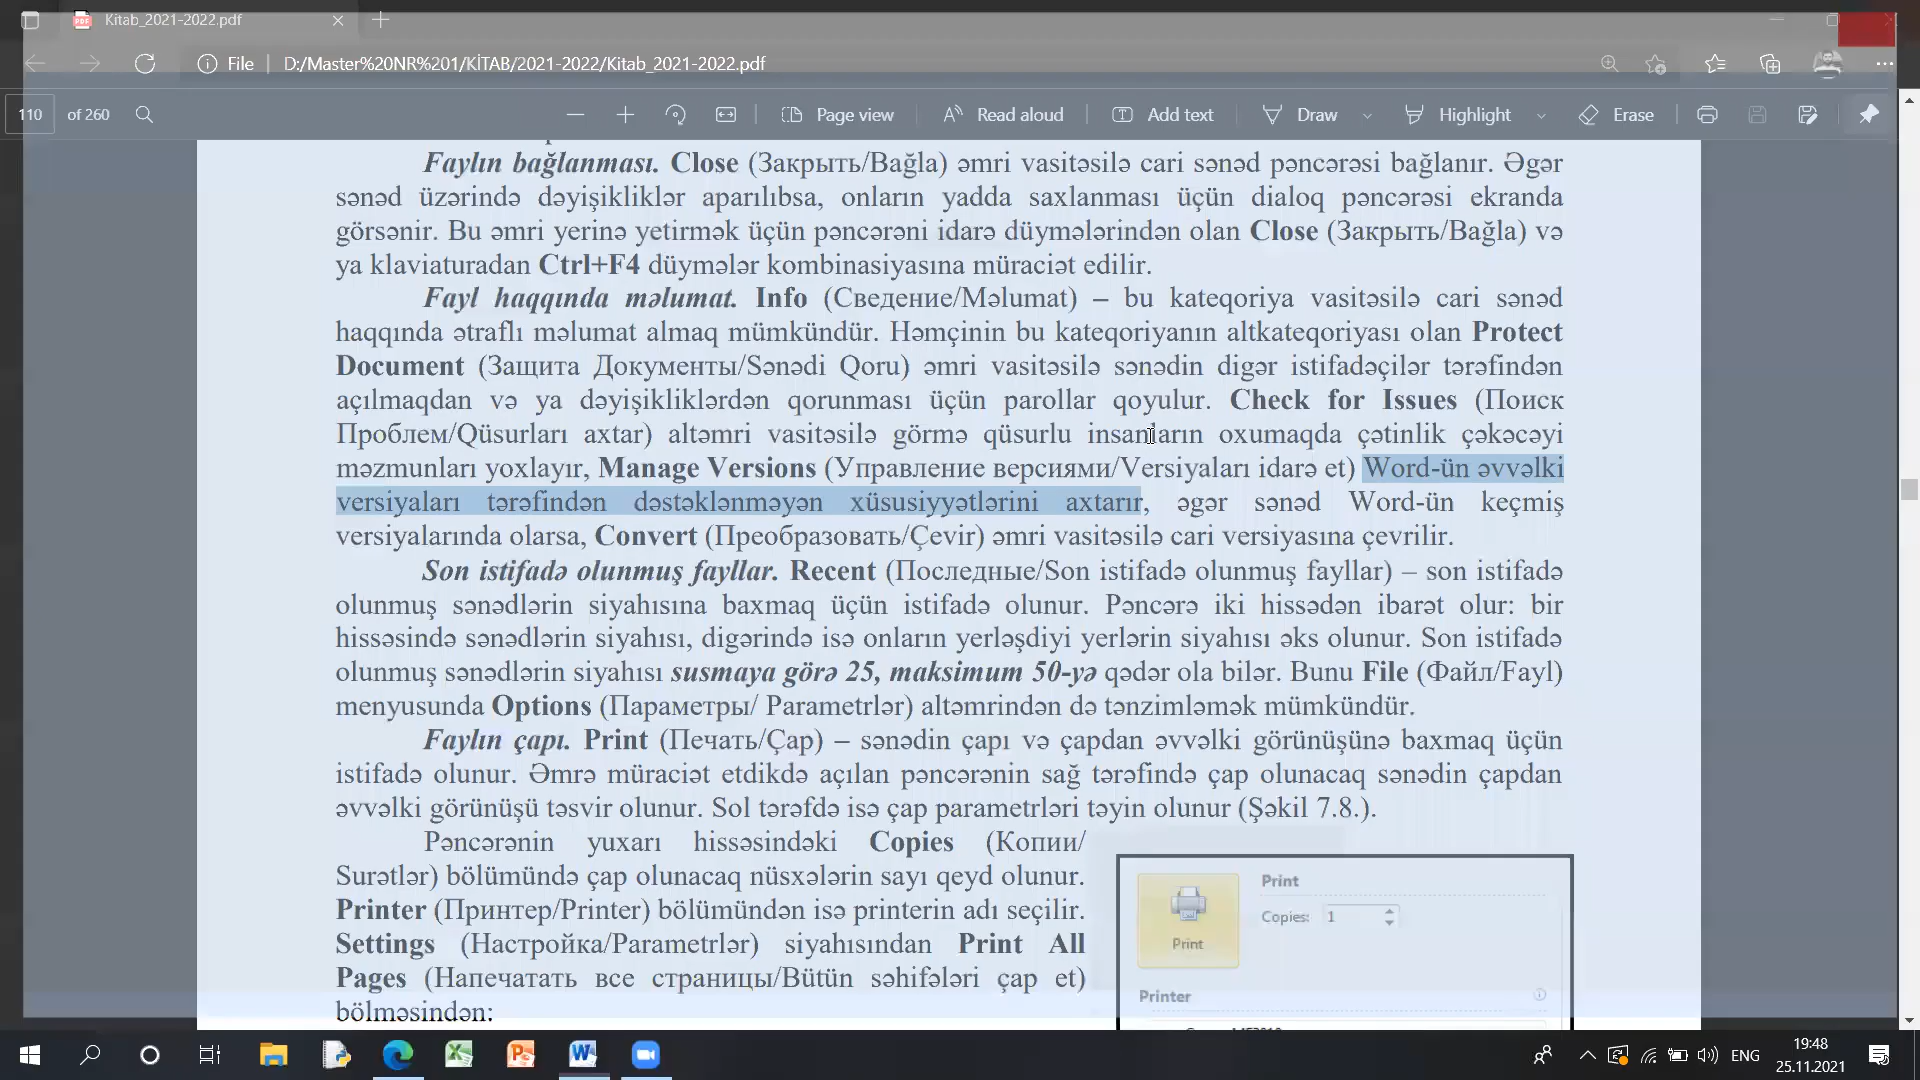 Kitab_2021-2022.pdf
File
D:/Master%20NR%201/KİTAB/2021-2022/Kitab_2021-2022.pdf
110 of 260
Page view
Read aloud
Add text
Draw
Highlight
Erase
Faylın bağlanması. Close (Закрыть/Bağla) əmri vasitəsilə cari sənəd pəncərəsi bağlanır. Əgər
sənəd üzərində dəyişikliklər aparılıbsa, onların yadda saxlanması üçün dialoq pəncərəsi ekranda
görsənir. Bu əmri yerinə yetirmək üçün pəncərəni idarə düymələrindən olan Close (Закрыть/Bağla) və
ya klaviaturadan Ctrl+F4 düymələr kombinasiyasına müraciət edilir.
Fayl haqqında məlumat. Info (Сведение/Məlumat) – bu kateqoriya vasitəsilə cari sənəd
haqqında ətraflı məlumat almaq mümkündür. Həmçinin bu kateqoriyanın altkateqoriyası olan Protect
Document (Защита Документы/Sənədi Qoru) əmri vasitəsilə sənədin digər istifadəçilər tərəfindən
açılmaqdan və ya dəyişikliklərdən qorunması üçün parollar qoyulur. Check for Issues (Поиск
Проблем/Qüsurları axtar) altəmri vasitəsilə görmə qüsurlu insanların oxumaqda çətinlik çəkəcəyi
məzmunları yoxlayır, Manage Versions (Управление версиями/Versiyaları idarə et) Word-ün əvvəlki
versiyaları tərəfindən dəstəklənməyən xüsusiyyətlərini axtarır, əgər sənəd Word-ün keçmiş
versiyalarında olarsa, Convert (Преобразовать/Çevir) əmri vasitəsilə cari versiyasına çevrilir.
Son istifadə olunmuş fayllar. Recent (Последные/Son istifadə olunmuş fayllar) – son istifadə
olunmuş sənədlərin siyahısına baxmaq üçün istifadə olunur. Pəncərə iki hissədən ibarət olur: bir
hissəsində sənədlərin siyahısı, digərində isə onların yerləşdiyi yerlərin siyahısı əks olunur. Son istifadə
olunmuş sənədlərin siyahısı susmaya görə 25, maksimum 50-yə qədər ola bilər. Bunu File (Файл/Fayl)
menyusunda Options (Параметры/ Parametrlər) altəmrindən də tənzimləmək mümkündür.
Faylın çapı. Print (Печать/Çap) – sənədin çapı və çapdan əvvəlki görünüşünə baxmaq üçün
istifadə olunur. Əmrə müraciət etdikdə açılan pəncərənin sağ tərəfində çap olunacaq sənədin çapdan
əvvəlki görünüşü təsvir olunur. Sol tərəfdə isə çap parametrləri təyin olunur (Şəkil 7.8.).
Pəncərənin yuxarı hissəsindəki Copies (Копии/
Surətlər) bölümündə çap olunacaq nüsxələrin sayı qeyd olunur.
Printer (Принтер/Printer) bölümündən isə printerin adı seçilir.
Settings (Настройка/Parametrlər) siyahısından Print All
Pages (Напечатать все страницы/Bütün səhifələri çap et)
bölməsindən:
Print
Copies: 1
Print
Printer
ENG
19:48
25.11.2021